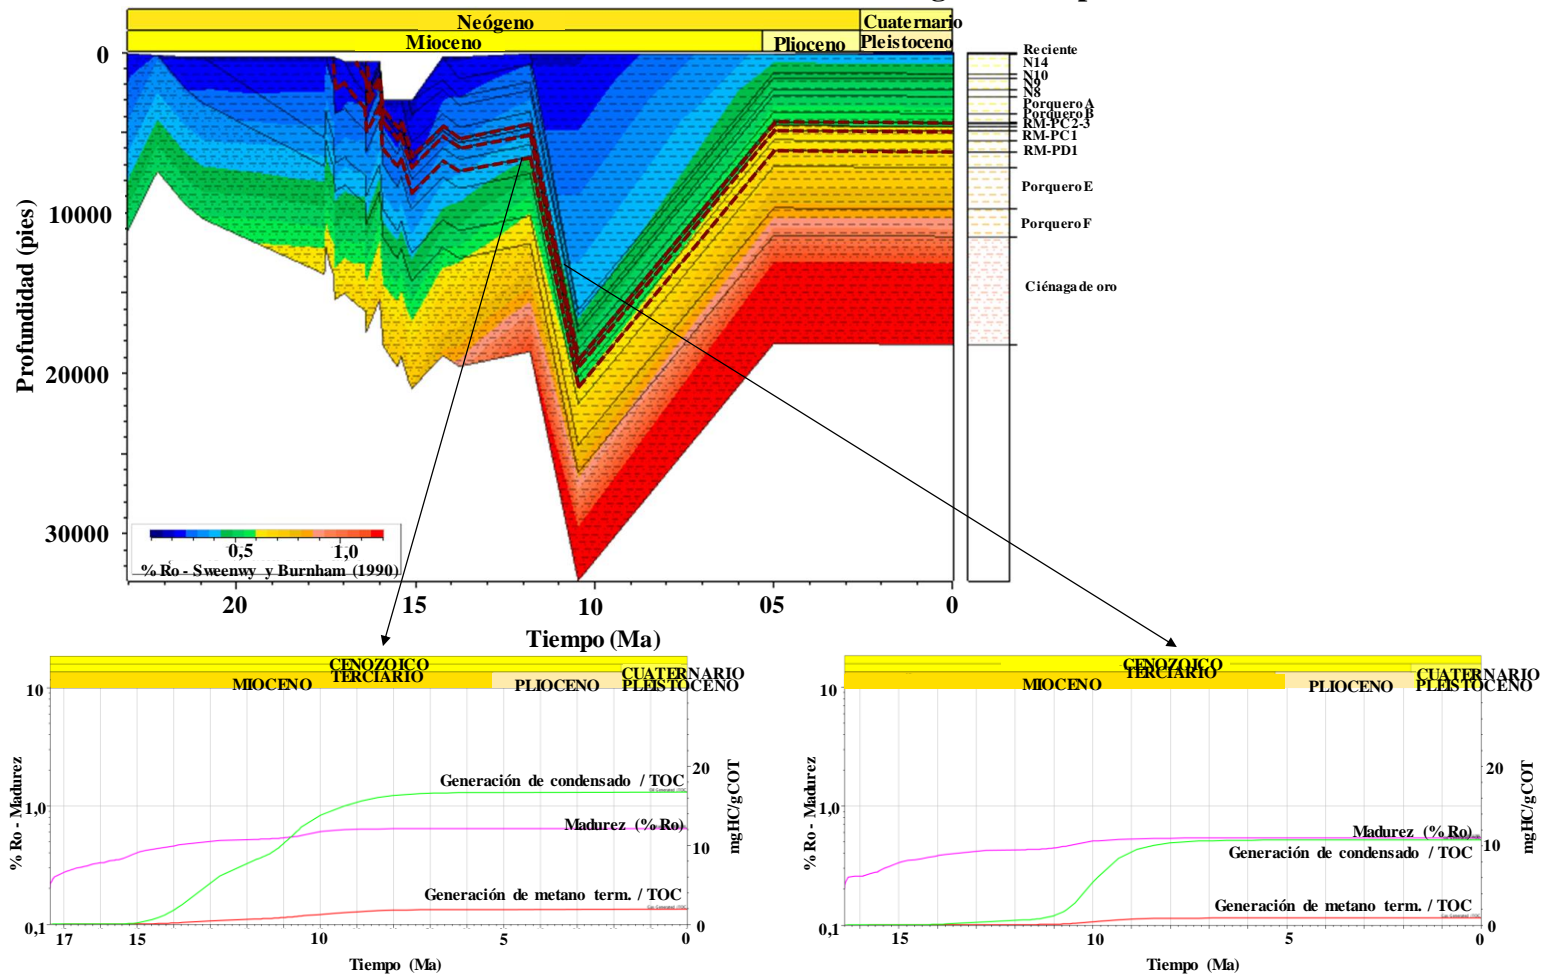 Neógeno
Cuaternario
Mioceno
Plioceno
Pleistoceno
Profundidad (pies)
0
10000
20000
30000
Reciente
N14
N10
N9
N8
Porquero A
Porquero B
RM-PC2-3
RM-PC1
RM-PD1
Porquero E
Porquero F
Ciénaga de oro
0,5
1,0
% Ro - Sweenwy y Burnham (1990)
20
15
10
05
0
Tiempo (Ma)
CENOZOICO
TERCIARIO
CUATERNARIO
MIOCENO
PLIOCENO
PLEISTOCENO
% Ro - Madurez
10
1,0
0,1
Generación de condensado / TOC
Madurez (% Ro)
Generación de metano term. / TOC
20
10
0
mgHC/gCOT
17
15
10
5
0
Tiempo (Ma)
CENOZOICO
TERCIARIO
CUATERNARIO
MIOCENO
PLIOCENO
PLEISTOCENO
% Ro - Madurez
10
1,0
0,1
Madurez (% Ro)
Generación de condensado / TOC
Generación de metano term. / TOC
20
10
0
mgHC/gCOT
15
10
5
0
Tiempo (Ma)